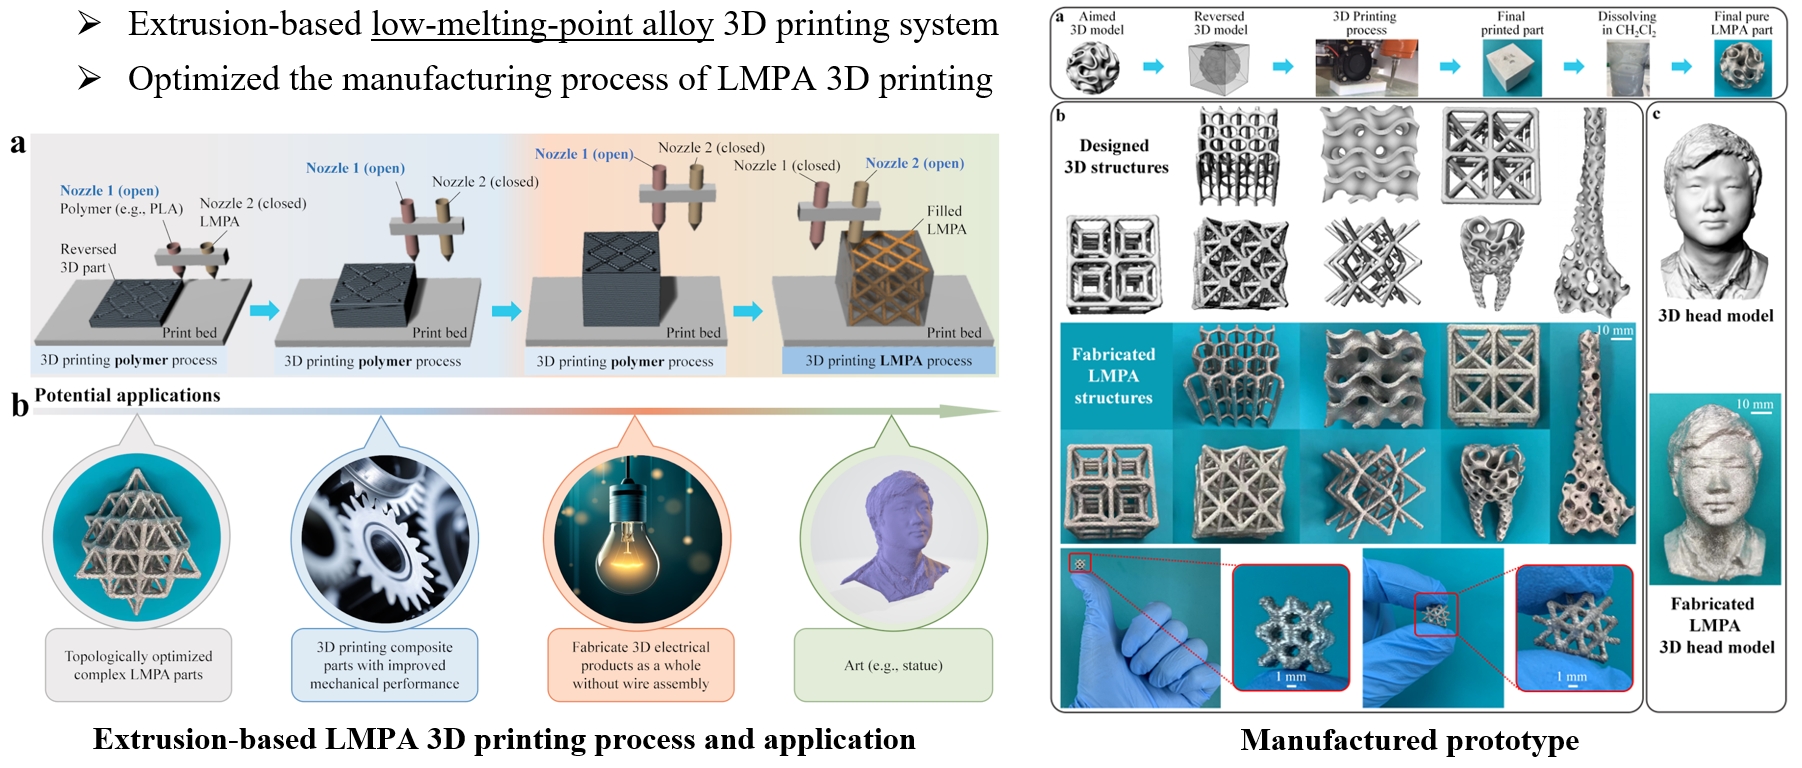 ➢ Extrusion-based low-melting-point alloy 3D printing system
➢ Optimized the manufacturing process of LMPA 3D printing
a
Nozzle 1 (open)
Polymer (e.g., PLA)
Nozzle 2 (closed)
LMPA
Reversed
3D part
Print bed
3D printing polymer process
Nozzle 1 (open)
Nozzle 2 (closed)
Print bed
3D printing polymer process
Nozzle 1 (open)
Nozzle 2 (closed)
Print bed
3D printing polymer process
Nozzle 1 (closed)
Nozzle 2 (open)
Filled
LMPA
Print bed
3D printing LMPA process
b
Potential applications
Topologically optimized
complex LMPA parts
3D printing composite
parts with improved
mechanical performance
Fabricate 3D electrical
products as a whole
without wire assembly
Art (e.g., statue)
Extrusion-based LMPA 3D printing process and application
a
Aimed
3D model
Reversed
3D model
3D Printing
process
Final
printed part
Dissolving
in CH₂Cl₂
Final pure
LMPA part
b
Designed
3D structures
Fabricated
LMPA
structures
10 mm
1 mm
1 mm
c
3D head model
10 mm
Fabricated
LMPA
3D head model
Manufactured prototype